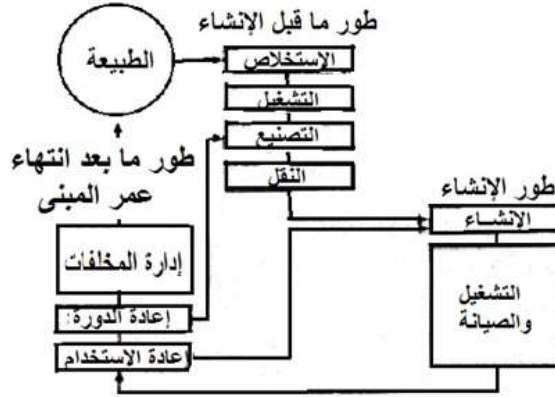 طور ما قبل الإنشاء
الطبيعة
الإستخلاص
التشغيل
التصنيع
النقل
طور ما بعد انتهاء
عمر المبنى
طور الإنشاء
الانشاء
إدارة المخلفات
التشغيل
والصيانة
إعادة الدورة:
إعادة الاستخدام